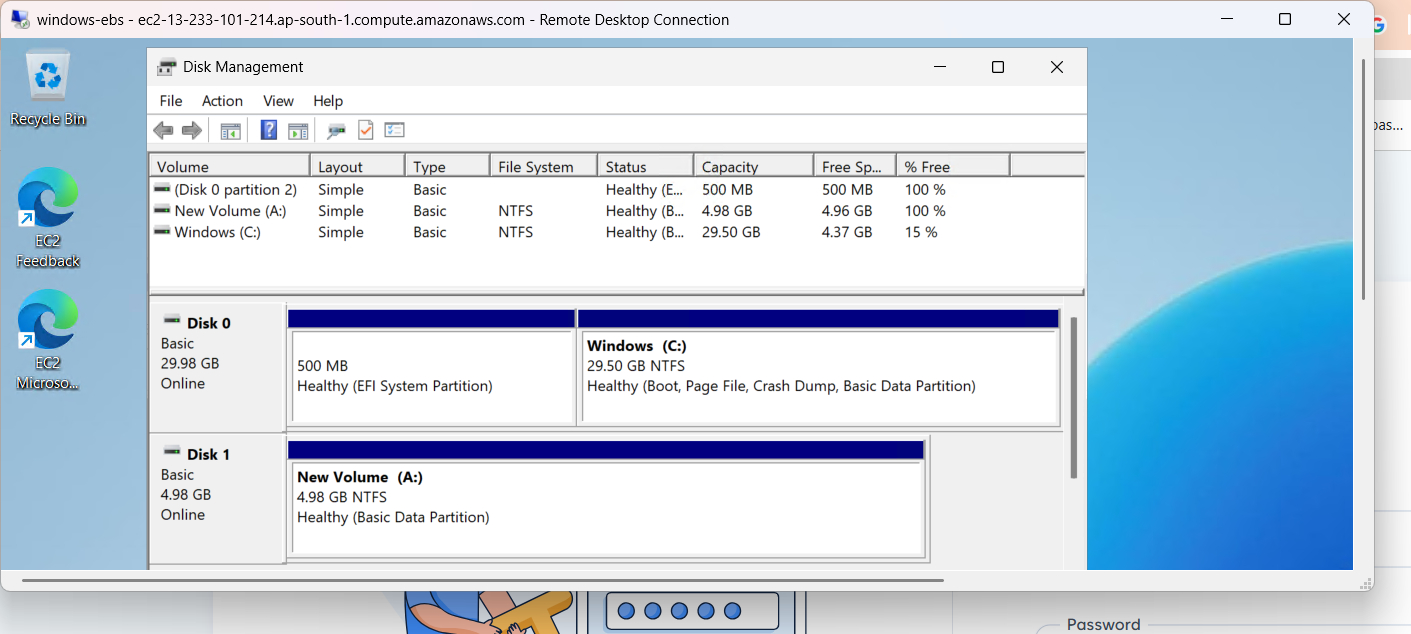 windows-ebs - ec2-13-233-101-214.ap-south-1.compute.amazonaws.com - Remote Desktop Connection
Recycle Bin
EC2
Feedback
EC2
Microso...
Disk Management
File Action View Help
Volume Layout Type File System Status Capacity Free Sp... % Free
(Disk 0 partition 2) Simple Basic Healthy (E... 500 MB 500 MB 100 %
New Volume (A:) Simple Basic NTFS Healthy (B... 4.98 GB 4.96 GB 100 %
Windows (C:) Simple Basic NTFS Healthy (B... 29.50 GB 4.37 GB 15 %
Disk 0
Basic
29.98 GB
Online
500 MB
Healthy (EFI System Partition)
Windows (C:)
29.50 GB NTFS
Healthy (Boot, Page File, Crash Dump, Basic Data Partition)
Disk 1
Basic
4.98 GB
Online
New Volume (A:)
4.98 GB NTFS
Healthy (Basic Data Partition)
Password